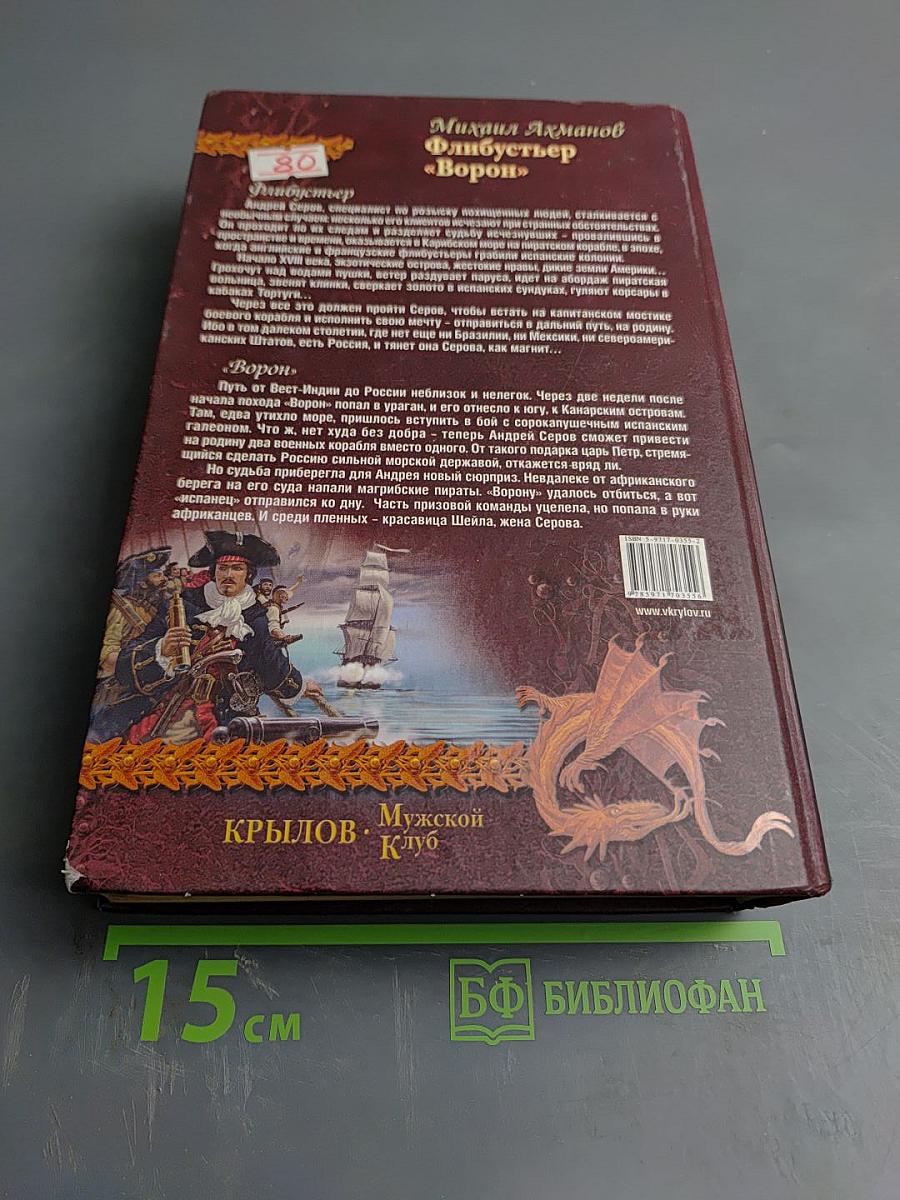 Михаил Ахманов
Флибустьер
«Ворон»
80
Флибустьер
Андрей Серов, специалист по розыску похищенных людей, сталкивается с
необычным случаем: несколько его клиентов исчезают при странных обстоятельствах.
Он проходит по их следам и разделяет судьбу исчезнувших – провалившись в
пространстве и времени, оказывается в Карибском море на пиратском корабле, в эпоху,
когда английские и французские флибустьеры грабили испанские колонии.
Начало XVIII века, экзотические острова, жестокие нравы, дикие земли Америки...
Грохочут над водами пушки, ветер раздувает паруса, идет на абордаж пиратская
вольница, звенят клинки, сверкает золото в испанских сундуках, гуляют корсары в
кабаках Тортуги...
Через все это должен пройти Серов, чтобы встать на капитанском мостике
боевого корабля и исполнить свою мечту – отправиться в дальний путь, на родину.
Ибо в том далеком столетии, где нет еще ни Бразилии, ни Мексики, ни североамери-
канских Штатов, есть Россия, и тянет она Серова, как магнит...
«Ворон»
Путь от Вест-Индии до России неблизок и нелегок. Через две недели после
начала похода «Ворон» попал в ураган, и его отнесло к югу, к Канарским островам.
Там, едва утихло море, пришлось вступить в бой с сорокапушечным испанским
галеоном. Что ж, нет худа без добра – теперь Андрей Серов сможет привести
на родину два военных корабля вместо одного. От такого подарка царь Петр, стремя-
щийся сделать Россию сильной морской державой, откажется вряд ли.
Но судьба приберегла для Андрея новый сюрприз. Невдалеке от африканского
берега на его суда напали магрибские пираты. «Ворону» удалось отбиться, а вот
«испанец» отправился ко дну. Часть призовой команды уцелела, но попала в руки
африканцев. И среди пленных – красавица Шейла, жена Серова.
ISBN 5-9717-0355-2
9785971703556
www.vkrylov.ru
КРЫЛОВ · Мужской
Клуб
15 см
БФ БИБЛИОФАН